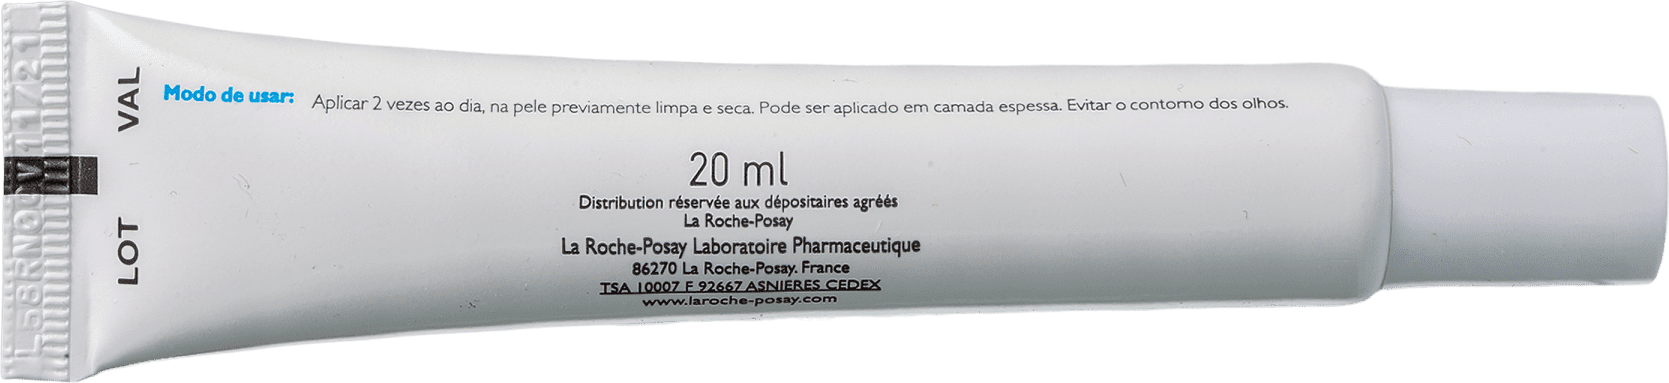 VAL
LOT
Modo de usar: Aplicar 2 vezes ao dia, na pele previamente limpa e seca. Pode ser aplicado em camada espessa. Evitar o contorno dos olhos.
20 ml
Distribution réservée aux dépositaires agréés
La Roche-Posay
La Roche-Posay Laboratoire Pharmaceutique
86270 La Roche-Posay. France
TSA 10007 F 92667 ASNIERES CEDEX
www.laroche-posay.com